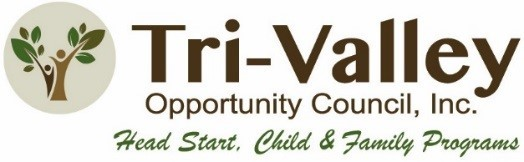 Tri-Valley
Opportunity Council, Inc.
Head Start, Child & Family Programs